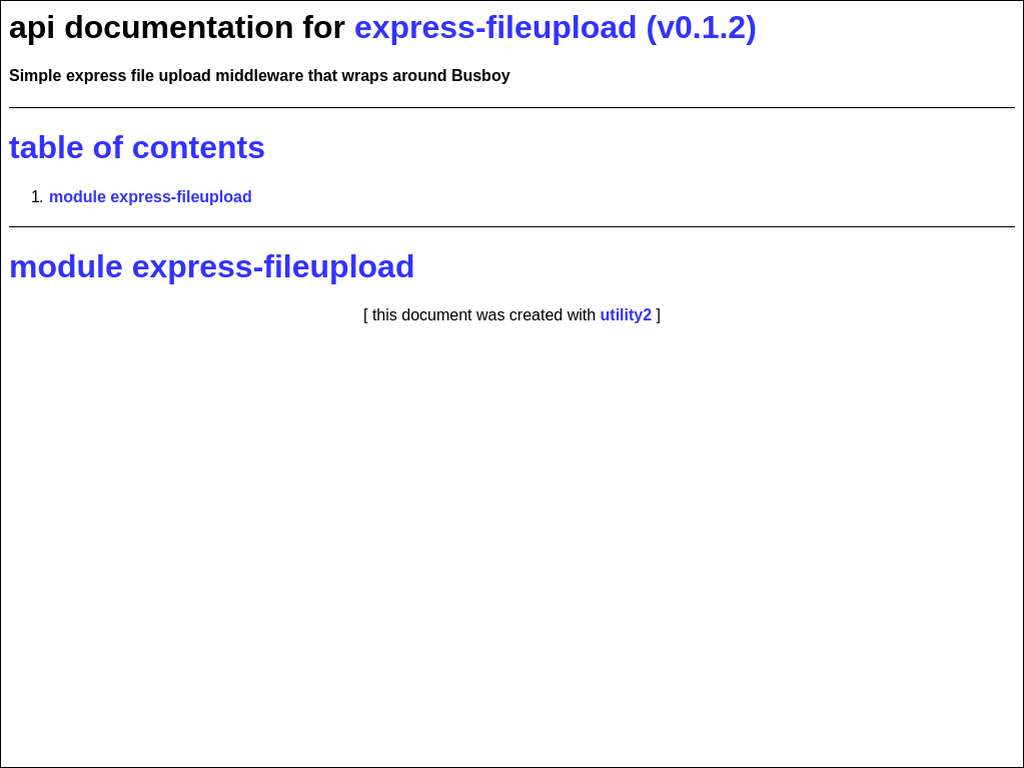 api documentation for express-fileupload (v0.1.2)
Simple express file upload middleware that wraps around Busboy
table of contents
1. module express-fileupload
module express-fileupload
[ this document was created with utility2 ]